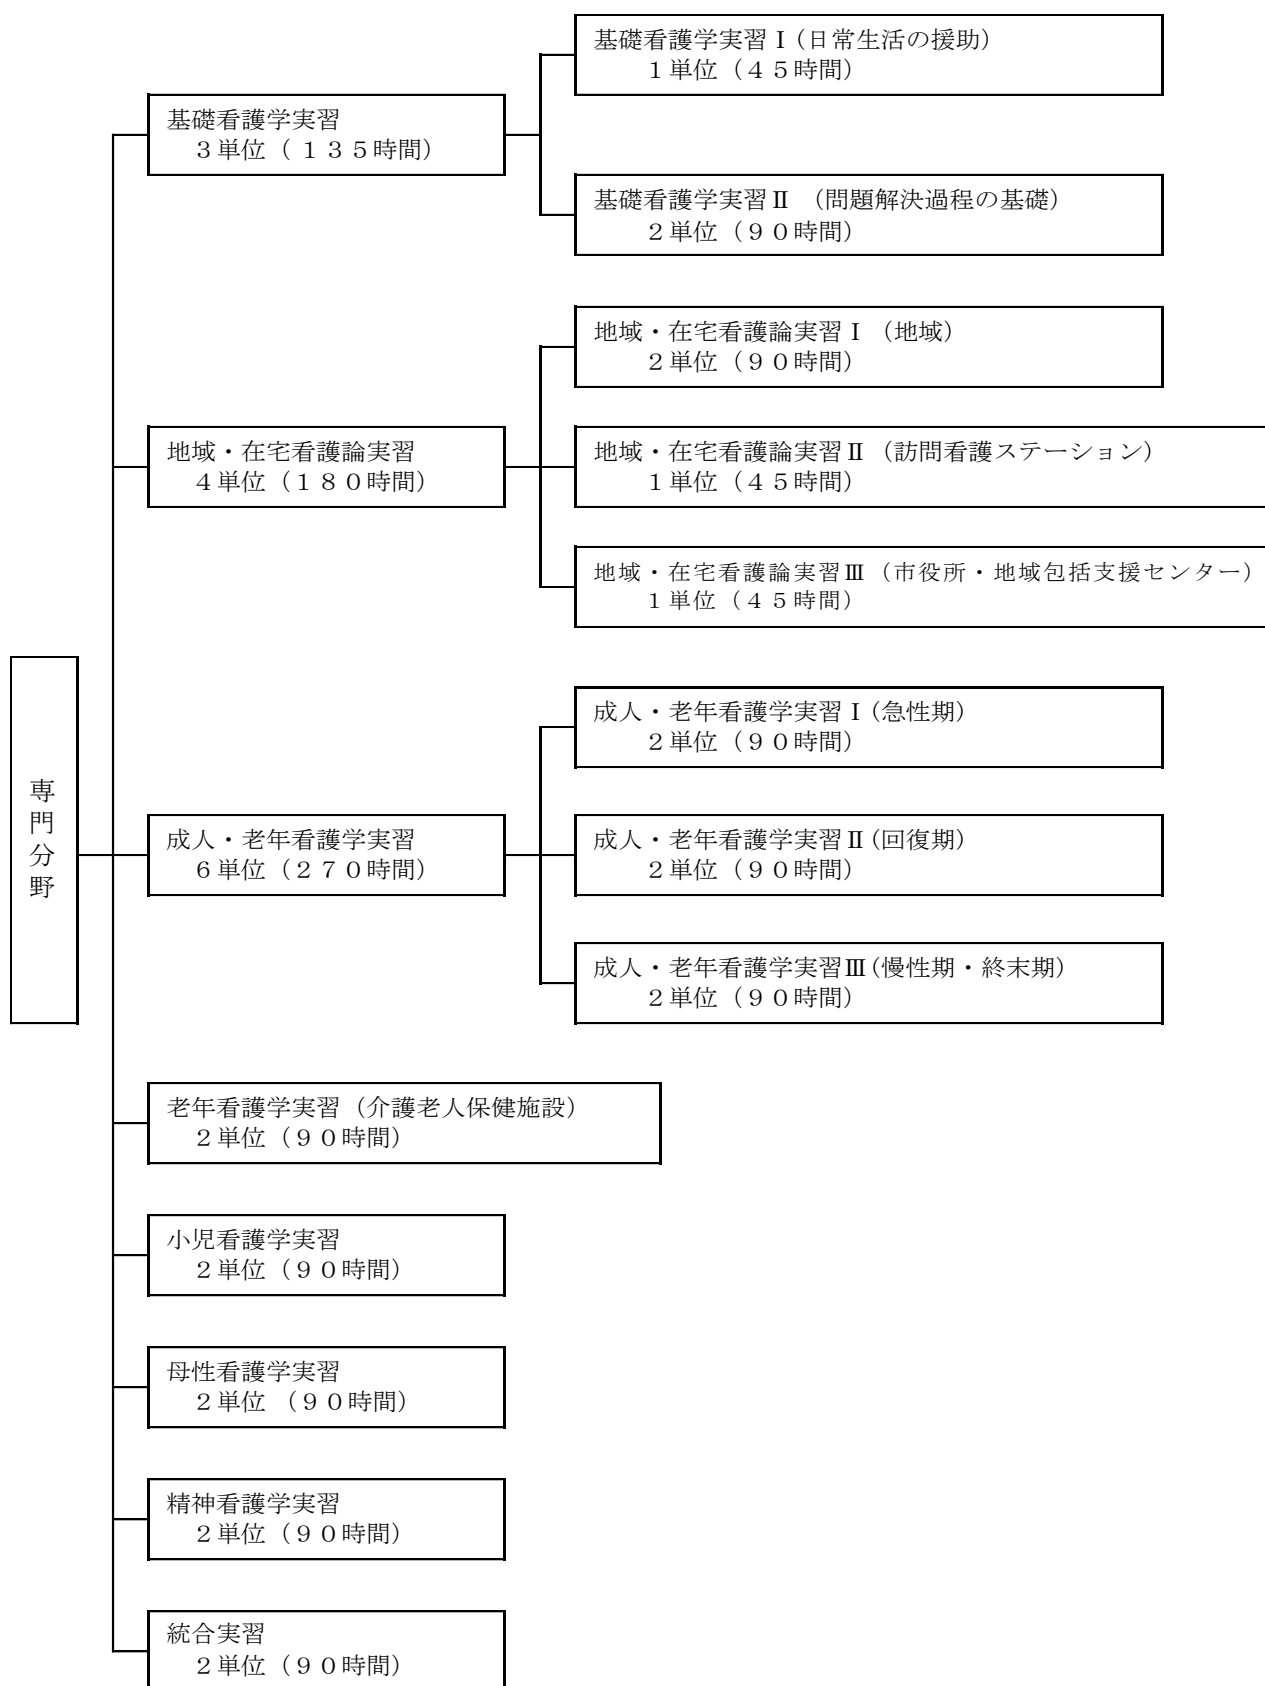 基礎看護学実習Ⅰ(日常生活の援助)
1単位(45時間)
基礎看護学実習
3単位(135時間)
基礎看護学実習Ⅱ (問題解決過程の基礎)
2単位(90時間)
地域・在宅看護論実習Ⅰ (地域)
2単位(90時間)
地域・在宅看護論実習
4単位(180時間)
地域・在宅看護論実習Ⅱ(訪問看護ステーション)
1単位(45時間)
地域・在宅看護論実習Ⅲ(市役所・地域包括支援センター)
1単位(45時間)
専門分野
成人・老年看護学実習Ⅰ(急性期)
2単位(90時間)
成人・老年看護学実習
6単位(270時間)
成人・老年看護学実習Ⅱ(回復期)
2単位(90時間)
成人・老年看護学実習Ⅲ(慢性期・終末期)
2単位(90時間)
老年看護学実習(介護老人保健施設)
2単位(90時間)
小児看護学実習
2単位(90時間)
母性看護学実習
2単位 (90時間)
精神看護学実習
2単位(90時間)
統合実習
2単位(90時間)